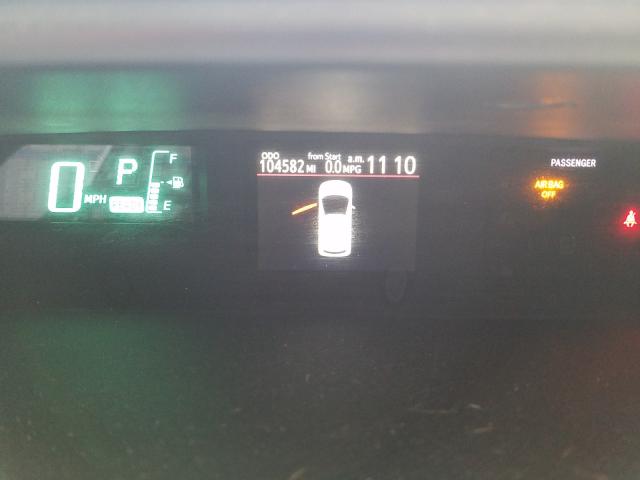 0 MPH
P
F
E
ODO 104582 MI
from Start 0.0 MPG
a.m. 11 10
PASSENGER
AIR BAG
OFF